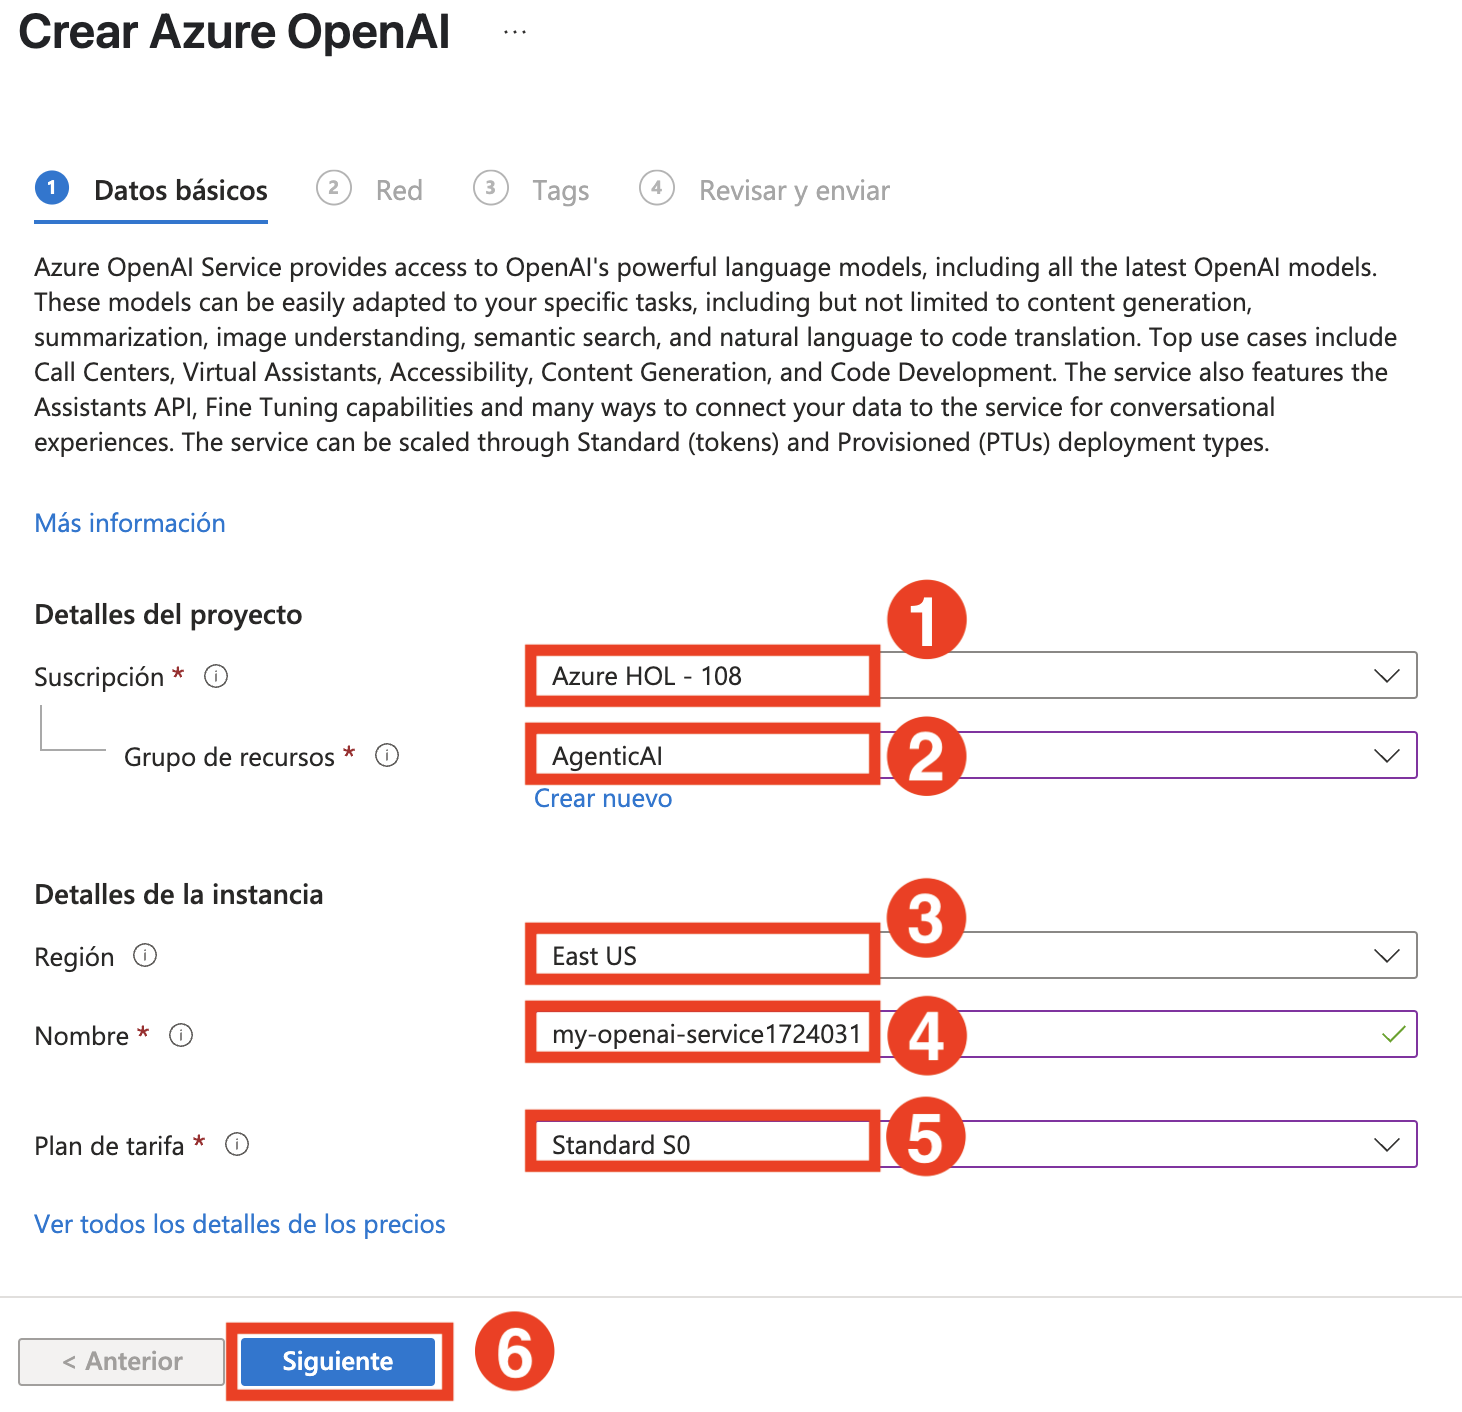 Crear Azure OpenAI ...
1 Datos básicos 2 Red 3 Tags 4 Revisar y enviar
Azure OpenAI Service provides access to OpenAI's powerful language models, including all the latest OpenAI models.
These models can be easily adapted to your specific tasks, including but not limited to content generation,
summarization, image understanding, semantic search, and natural language to code translation. Top use cases include
Call Centers, Virtual Assistants, Accessibility, Content Generation, and Code Development. The service also features the
Assistants API, Fine Tuning capabilities and many ways to connect your data to the service for conversational
experiences. The service can be scaled through Standard (tokens) and Provisioned (PTUs) deployment types.
Más información
Detalles del proyecto
Suscripción * Azure HOL - 108 1
Grupo de recursos * AgenticAI 2
Crear nuevo
Detalles de la instancia
Región East US 3
Nombre * my-openai-service1724031 4
Plan de tarifa * Standard S0 5
Ver todos los detalles de los precios
< Anterior Siguiente 6